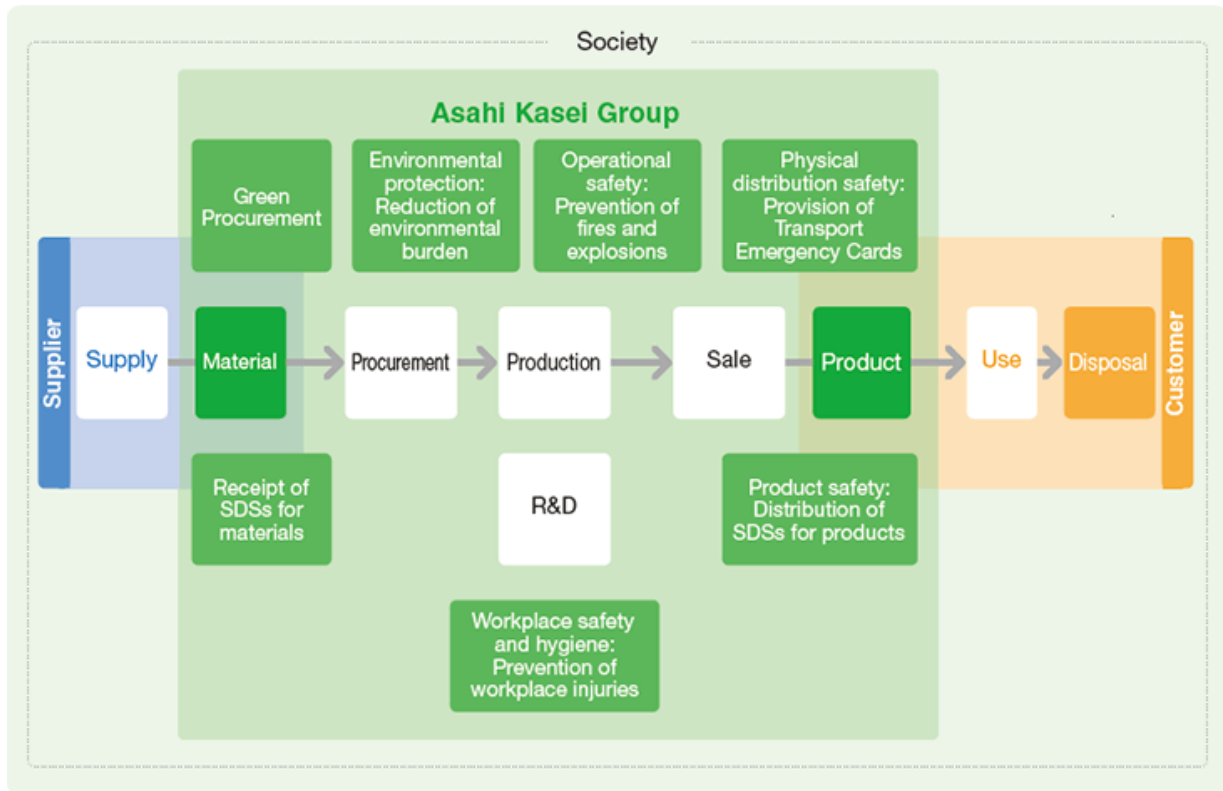 Society
Asahi Kasei Group
Green
Procurement
Environmental
protection:
Reduction of
environmental
burden
Operational
safety:
Prevention of
fires and
explosions
Physical
distribution safety:
Provision of
Transport
Emergency Cards
Supplier
Supply
Material
Procurement
Production
Sale
Product
Use
Disposal
Customer
Receipt of
SDSs for
materials
R&D
Product safety:
Distribution of
SDSs for products
Workplace safety
and hygiene:
Prevention of
workplace injuries